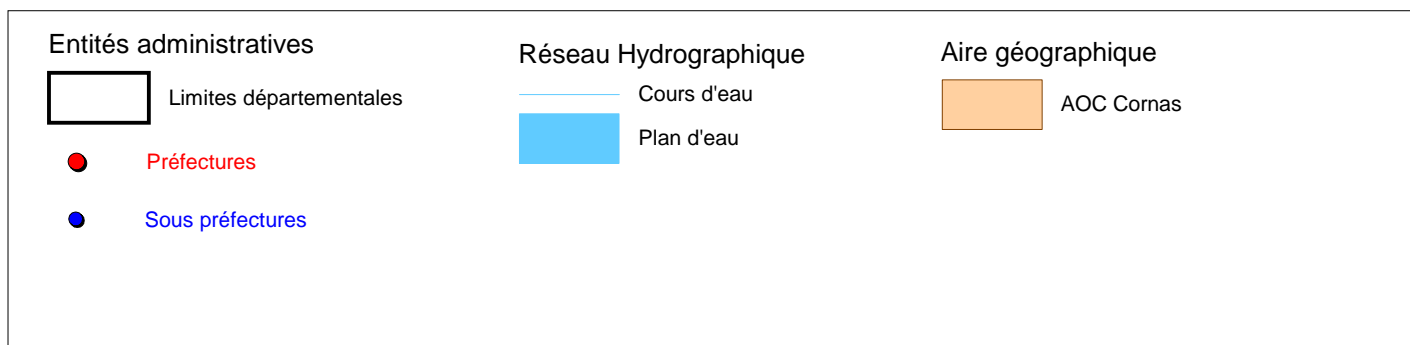 Entités administratives
Limites départementales
Préfectures
Sous préfectures
Réseau Hydrographique
Cours d'eau
Plan d'eau
Aire géographique
AOC Cornas